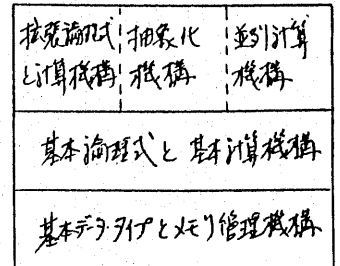 拡張論理式
と計算機構
抽象化
機構
並列計算
機構
基本論理式と基本計算機構
基本データ・タイプとメモリ管理機構